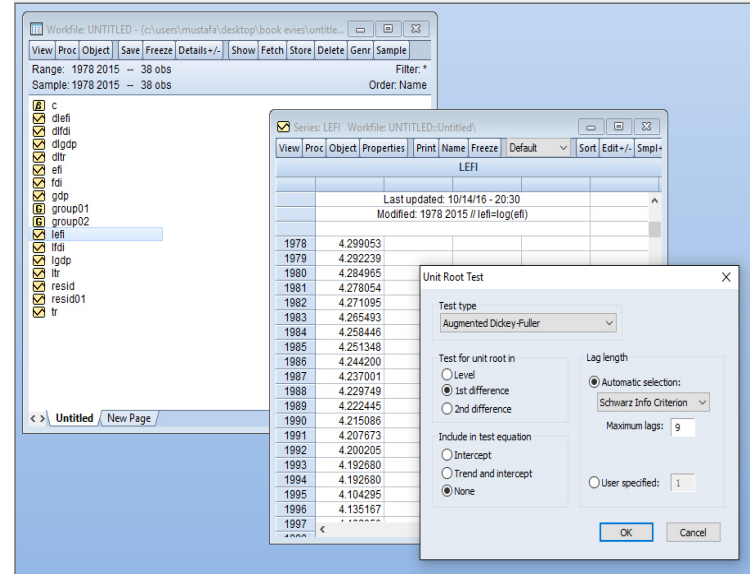 Workfile: UNTITLED - (c:\users\mustafa\desktop\book evies\untitle...
View Proc Object Save Freeze Details+/- Show Fetch Store Delete Genr Sample
Range: 1978 2015 -- 38 obs Filter: *
Sample: 1978 2015 -- 38 obs Order: Name
β c
dlefi
dlfdi
dlgdp
dltr
efi
fdi
gdp
G group01
G group02
lefi
lfdi
lgdp
ltr
resid
resid01
tr
< > Untitled New Page
Series: LEFI Workfile: UNTITLED::Untitled\
View Proc Object Properties Print Name Freeze Default Sort Edit+/- Smpl+
LEFI
Last updated: 10/14/16 - 20:30
Modified: 1978 2015 // lefi=log(efi)
1978 4.299053
1979 4.292239
1980 4.284965
1981 4.278054
1982 4.271095
1983 4.265493
1984 4.258446
1985 4.251348
1986 4.244200
1987 4.237001
1988 4.229749
1989 4.222445
1990 4.215086
1991 4.207673
1992 4.200205
1993 4.192680
1994 4.192680
1995 4.104295
1996 4.135167
1997
Unit Root Test
Test type
Augmented Dickey-Fuller
Test for unit root in
Level
1st difference
2nd difference
Include in test equation
Intercept
Trend and intercept
None
Lag length
Automatic selection:
Schwarz Info Criterion
Maximum lags: 9
User specified: 1
OK Cancel